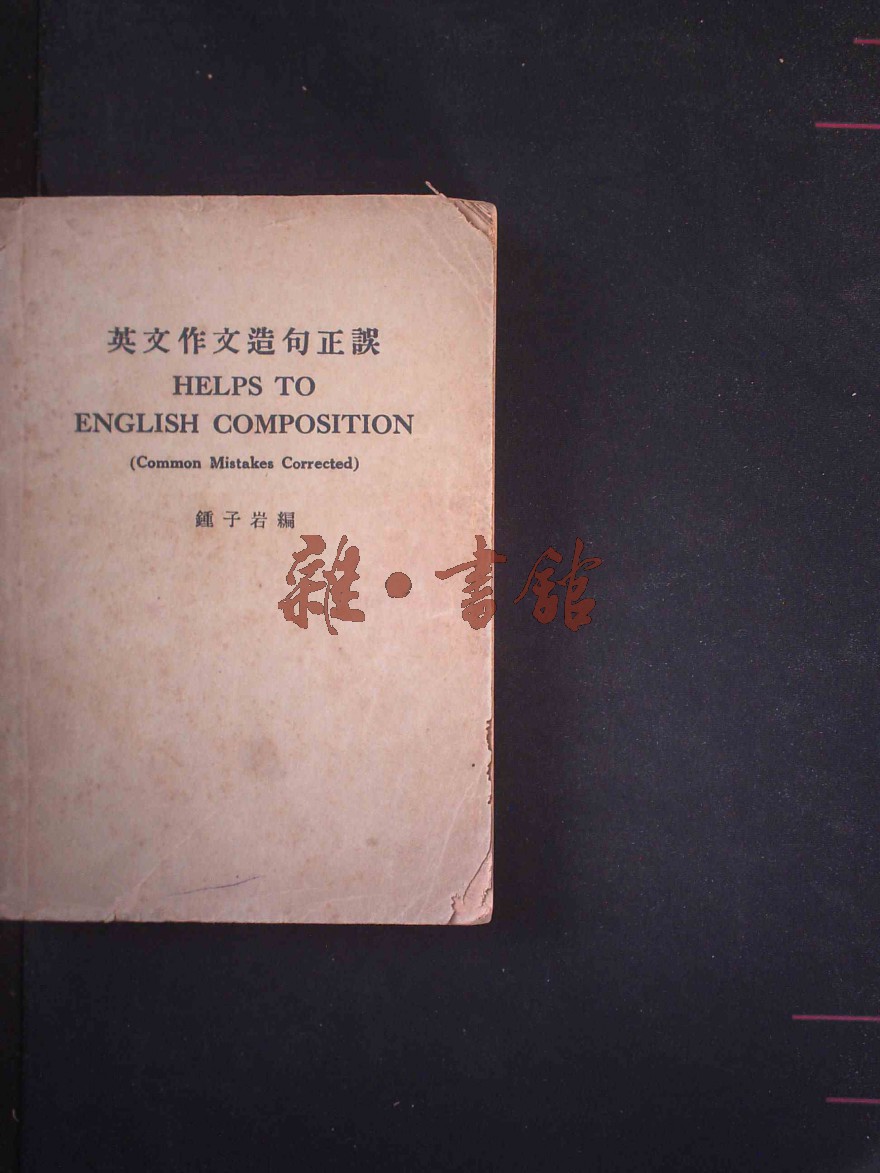 英文作文造句正誤
HELPS TO
ENGLISH COMPOSITION
(Common Mistakes Corrected)
鍾子岩編
雜·書館